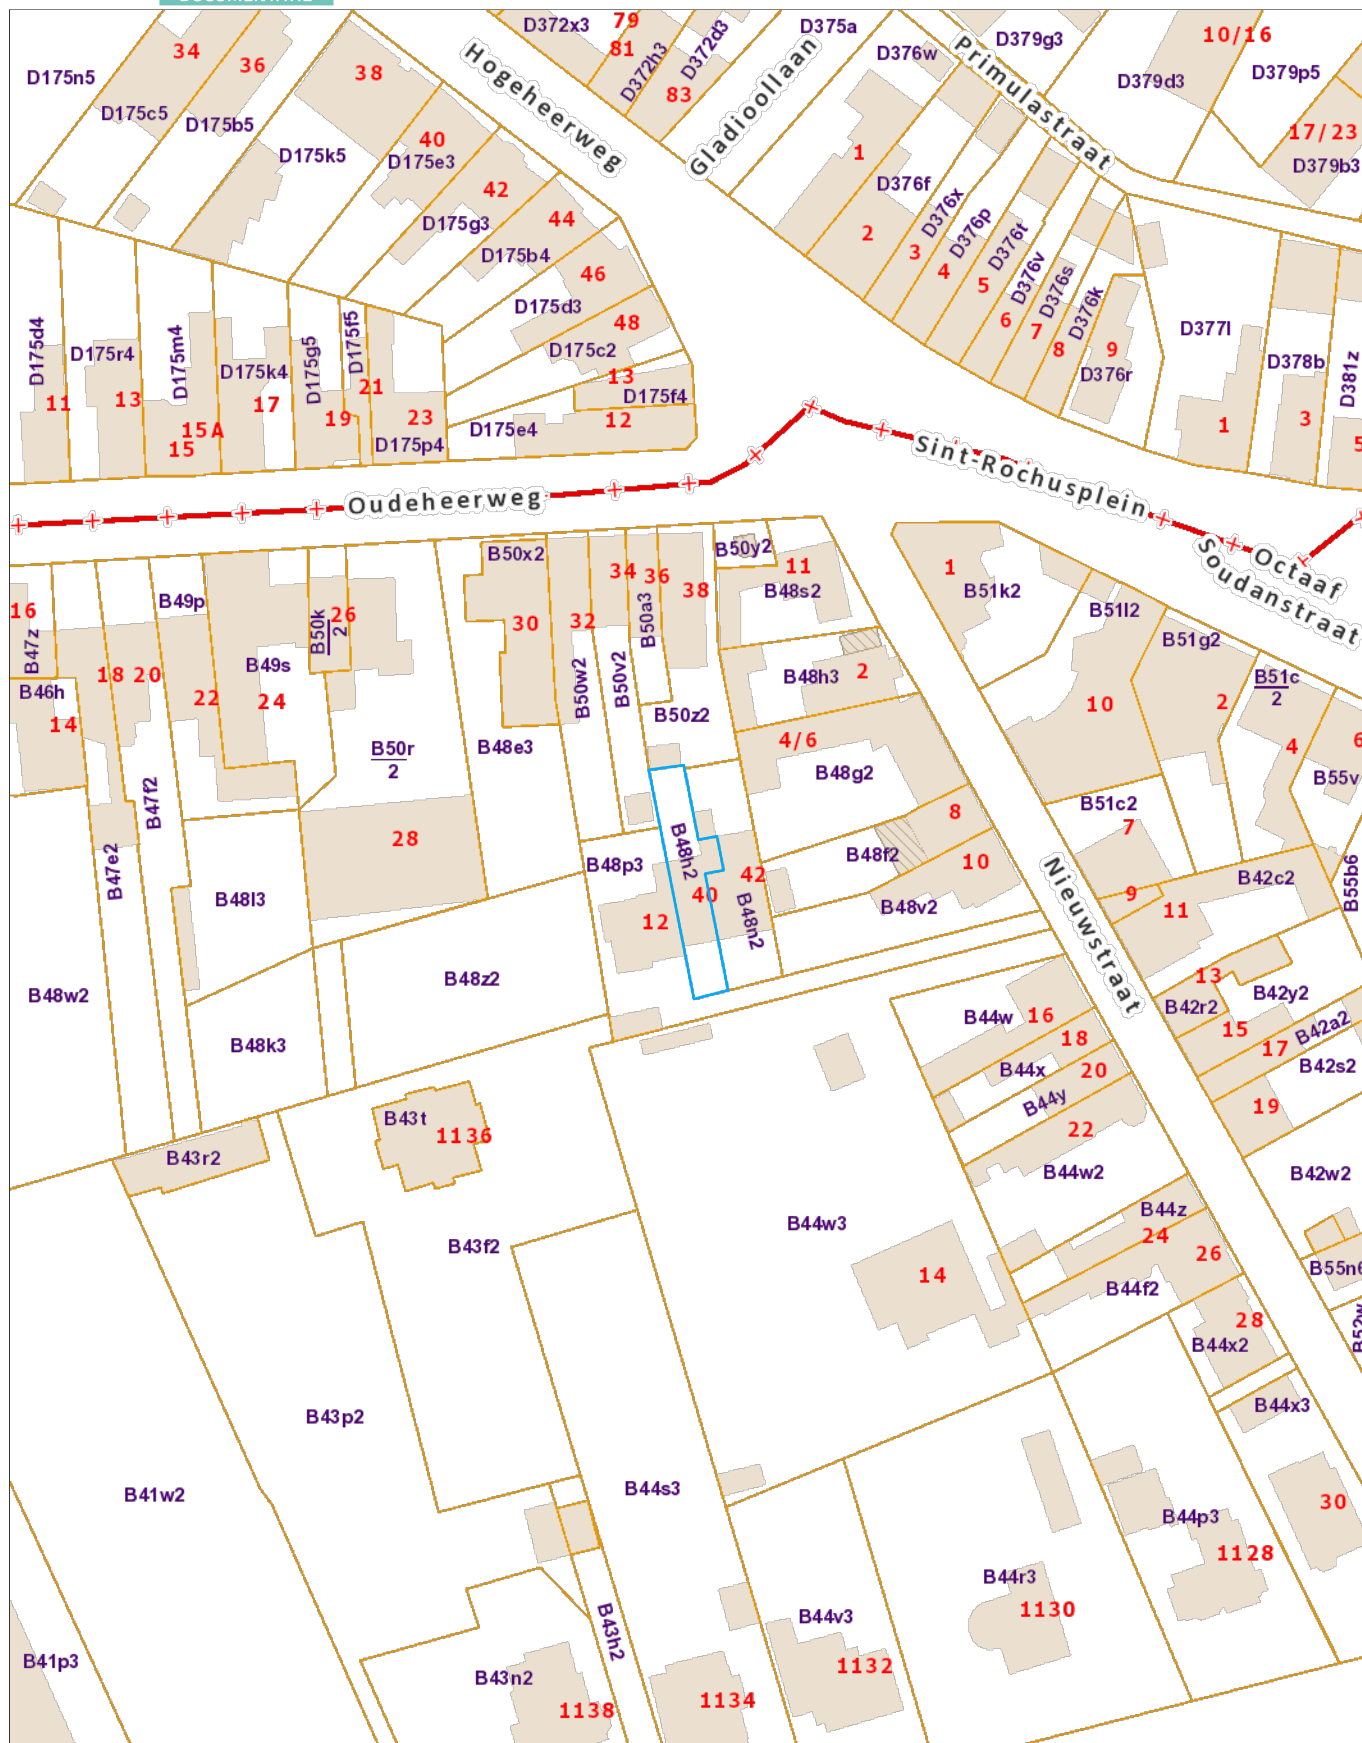 D372x3
79
81
D372h3
D372d3
83
D375a
Gladioollaan
Hogeheerweg
D376w
Primulastraat
D379g3
10/16
D379d3
D379p5
17/23
D379b3
34
36
38
D175n5
D175c5
D175b5
D175k5
40
D175e3
42
D175g3
44
D175b4
46
D175d3
48
D175c2
13
D175f4
12
D175e4
1
D376f
2
D376x
3
D376p
4
D376t
5
D376v
6
D376s
7
D376k
8
9
D376r
D377l
1
D378b
3
D381z
5
D175d4
11
D175r4
13
D175m4
15A
15
D175k4
17
D175g5
19
D175f5
21
23
D175p4
Oudeheerweg
Sint-Rochusplein
Octaaf
Soudanstraat
16
B47z
B46h
14
18
20
B49p
22
B49s
24
B50k
2
26
B50r
2
B50x2
30
32
B50w2
34
B50v2
36
B50a3
38
B50y2
11
B48s2
B50z2
B48h3
2
4/6
B48g2
8
B48f2
10
B48v2
1
B51k2
B51l2
10
B51g2
2
B51c
2
4
6
B55v
B51c2
7
9
11
B42c2
B55b6
13
B42r2
B42y2
15
17
B42a2
B42s2
19
B42w2
B47f2
B47e2
B48w2
B48e3
28
B48l3
B48k3
B48z2
B48p3
12
B48h2
40
42
B48n2
Nieuwstraat
B44w
16
18
B44x
20
B44y
22
B44w2
B44z
24
26
B44f2
28
B44x2
B44x3
B55n6
B43r2
B43t
1136
B43f2
B44w3
14
B43p2
B41w2
B44s3
B44p3
30
1128
B44r3
1130
B44v3
1132
B43h2
B43n2
1138
1134
B41p3